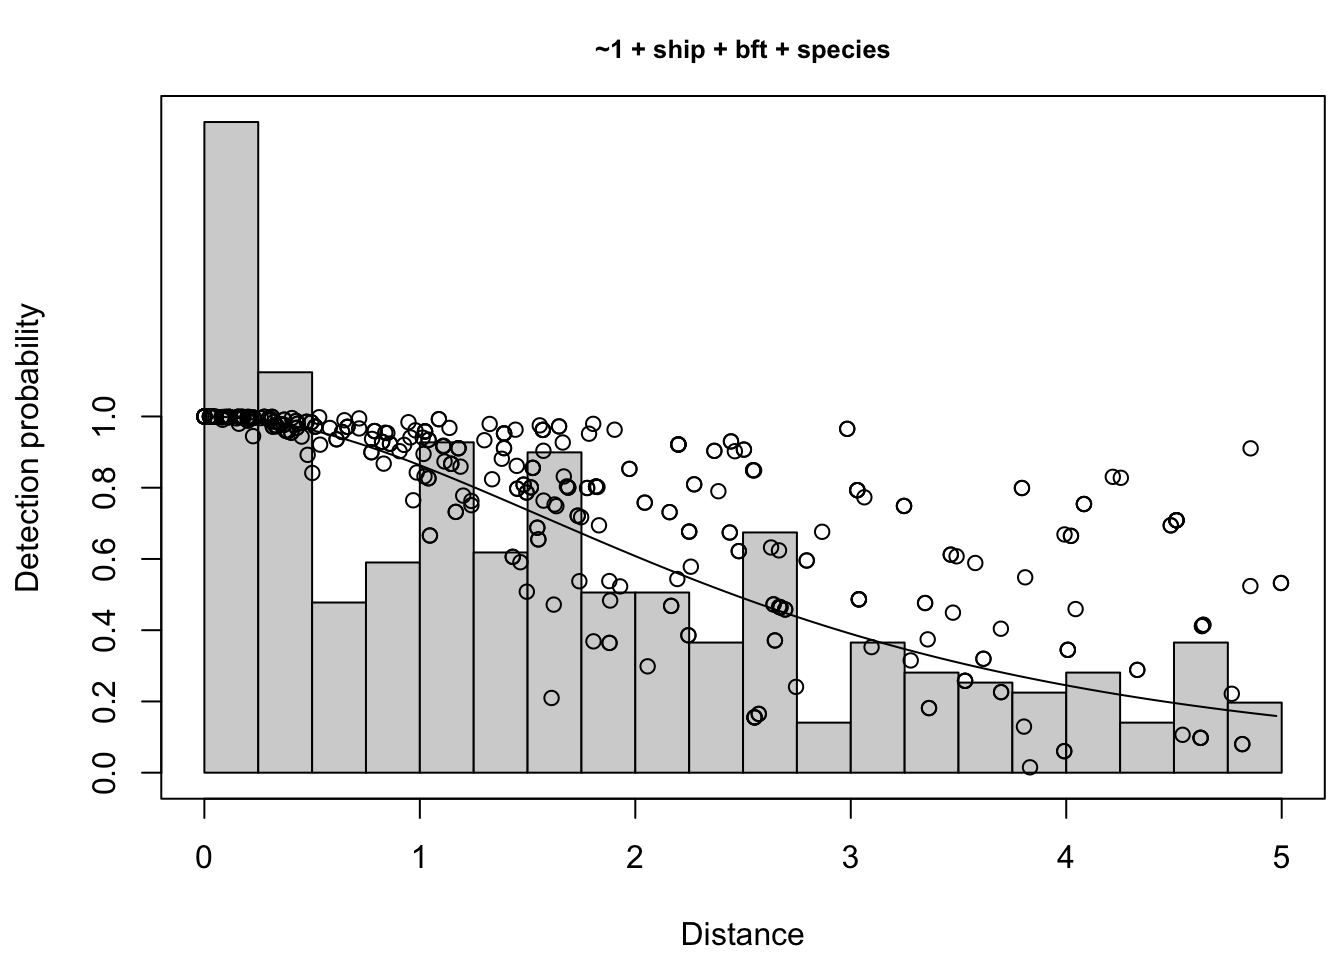 ~1 + ship + bft + species
Detection probability
1.0
0.8
0.6
0.4
0.2
0.0
0 1 2 3 4 5
Distance